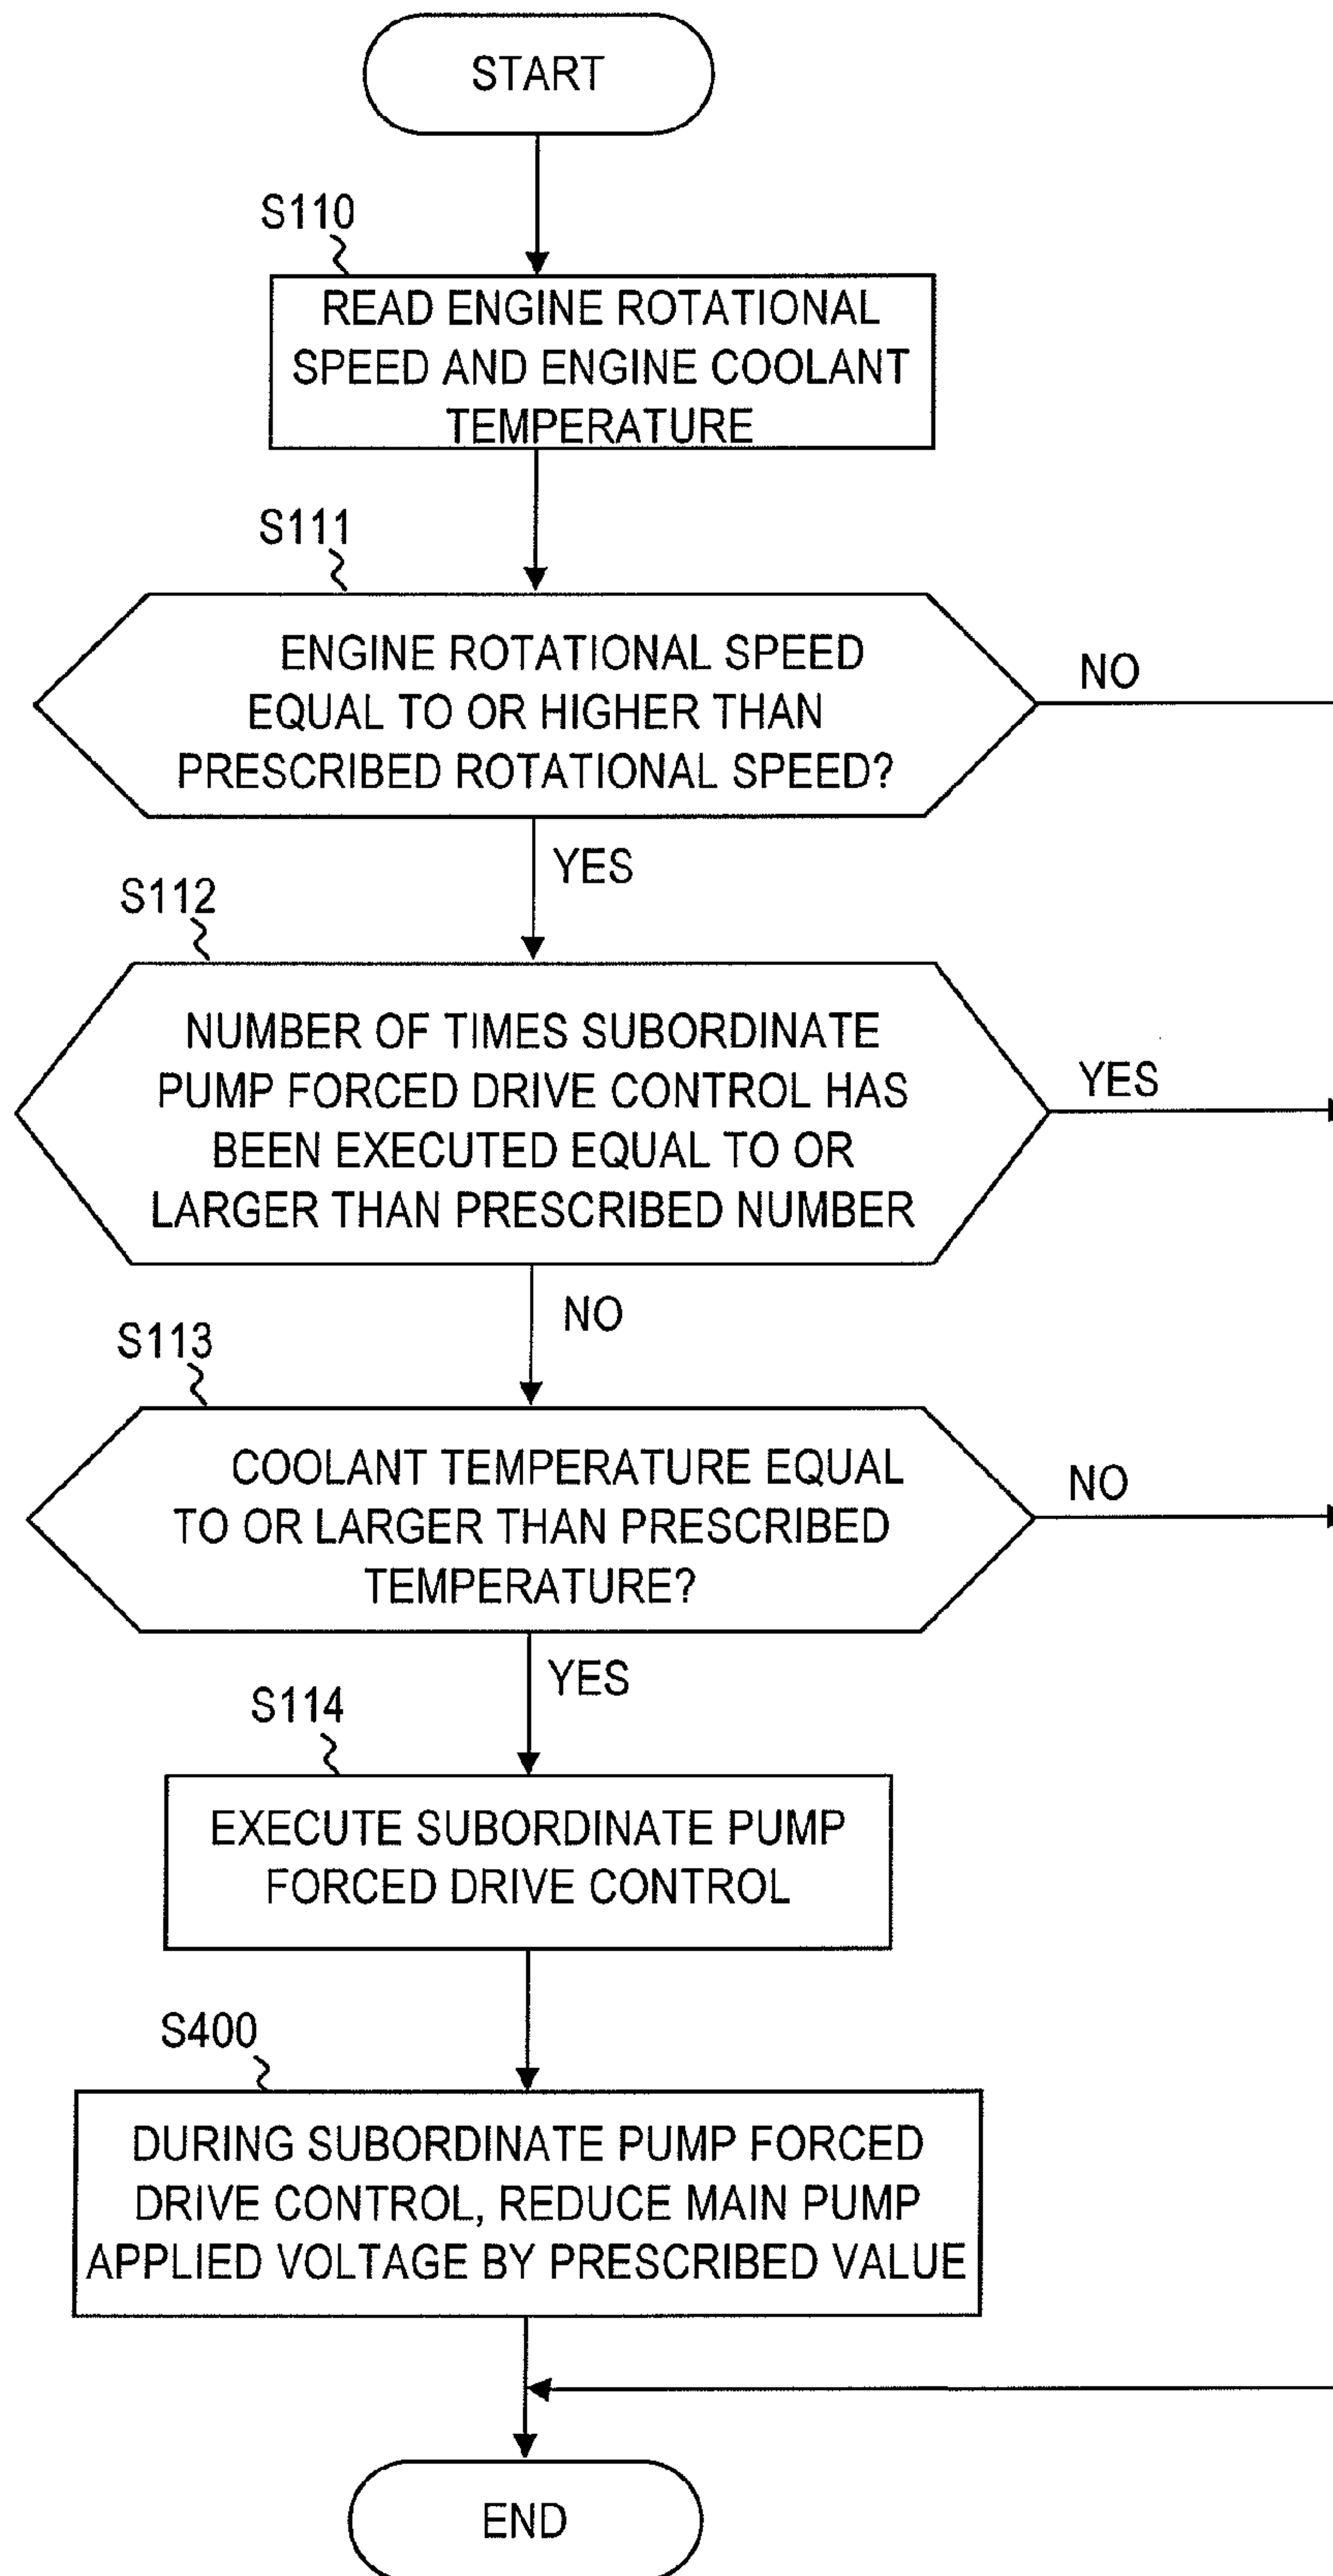 START
S110
READ ENGINE ROTATIONAL
SPEED AND ENGINE COOLANT
TEMPERATURE
S111
ENGINE ROTATIONAL SPEED
EQUAL TO OR HIGHER THAN
PRESCRIBED ROTATIONAL SPEED?
NO
YES
S112
NUMBER OF TIMES SUBORDINATE
PUMP FORCED DRIVE CONTROL HAS
BEEN EXECUTED EQUAL TO OR
LARGER THAN PRESCRIBED NUMBER
YES
NO
S113
COOLANT TEMPERATURE EQUAL
TO OR LARGER THAN PRESCRIBED
TEMPERATURE?
NO
YES
S114
EXECUTE SUBORDINATE PUMP
FORCED DRIVE CONTROL
S400
DURING SUBORDINATE PUMP FORCED
DRIVE CONTROL, REDUCE MAIN PUMP
APPLIED VOLTAGE BY PRESCRIBED VALUE
END